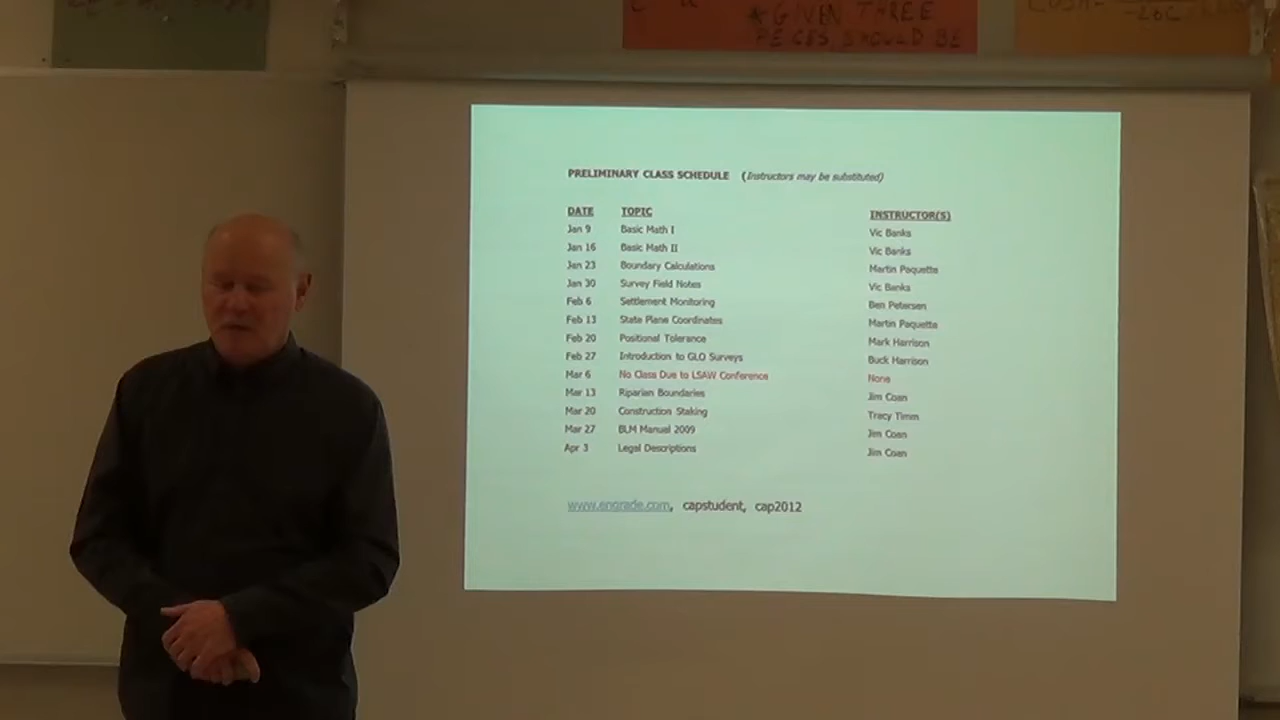 * GIVEN THREE
PECES SHOULD BE
PRELIMINARY CLASS SCHEDULE (Instructors may be substituted)
DATE TOPIC INSTRUCTOR(S)
Jan 9 Basic Math I Vic Banks
Jan 16 Basic Math II Vic Banks
Jan 23 Boundary Calculations Martin Paquette
Jan 30 Survey Field Notes Vic Banks
Feb 6 Settlement Monitoring Ben Petersen
Feb 13 State Plane Coordinates Martin Paquette
Feb 20 Positional Tolerance Mark Harrison
Feb 27 Introduction to GLO Surveys Buck Harrison
Mar 6 No Class Due to LSAW Conference None
Mar 13 Riparian Boundaries Jim Coan
Mar 20 Construction Staking Tracy Timm
Mar 27 BLM Manual 2009 Jim Coan
Apr 3 Legal Descriptions Jim Coan
www.engrade.com, capstudent, cap2012